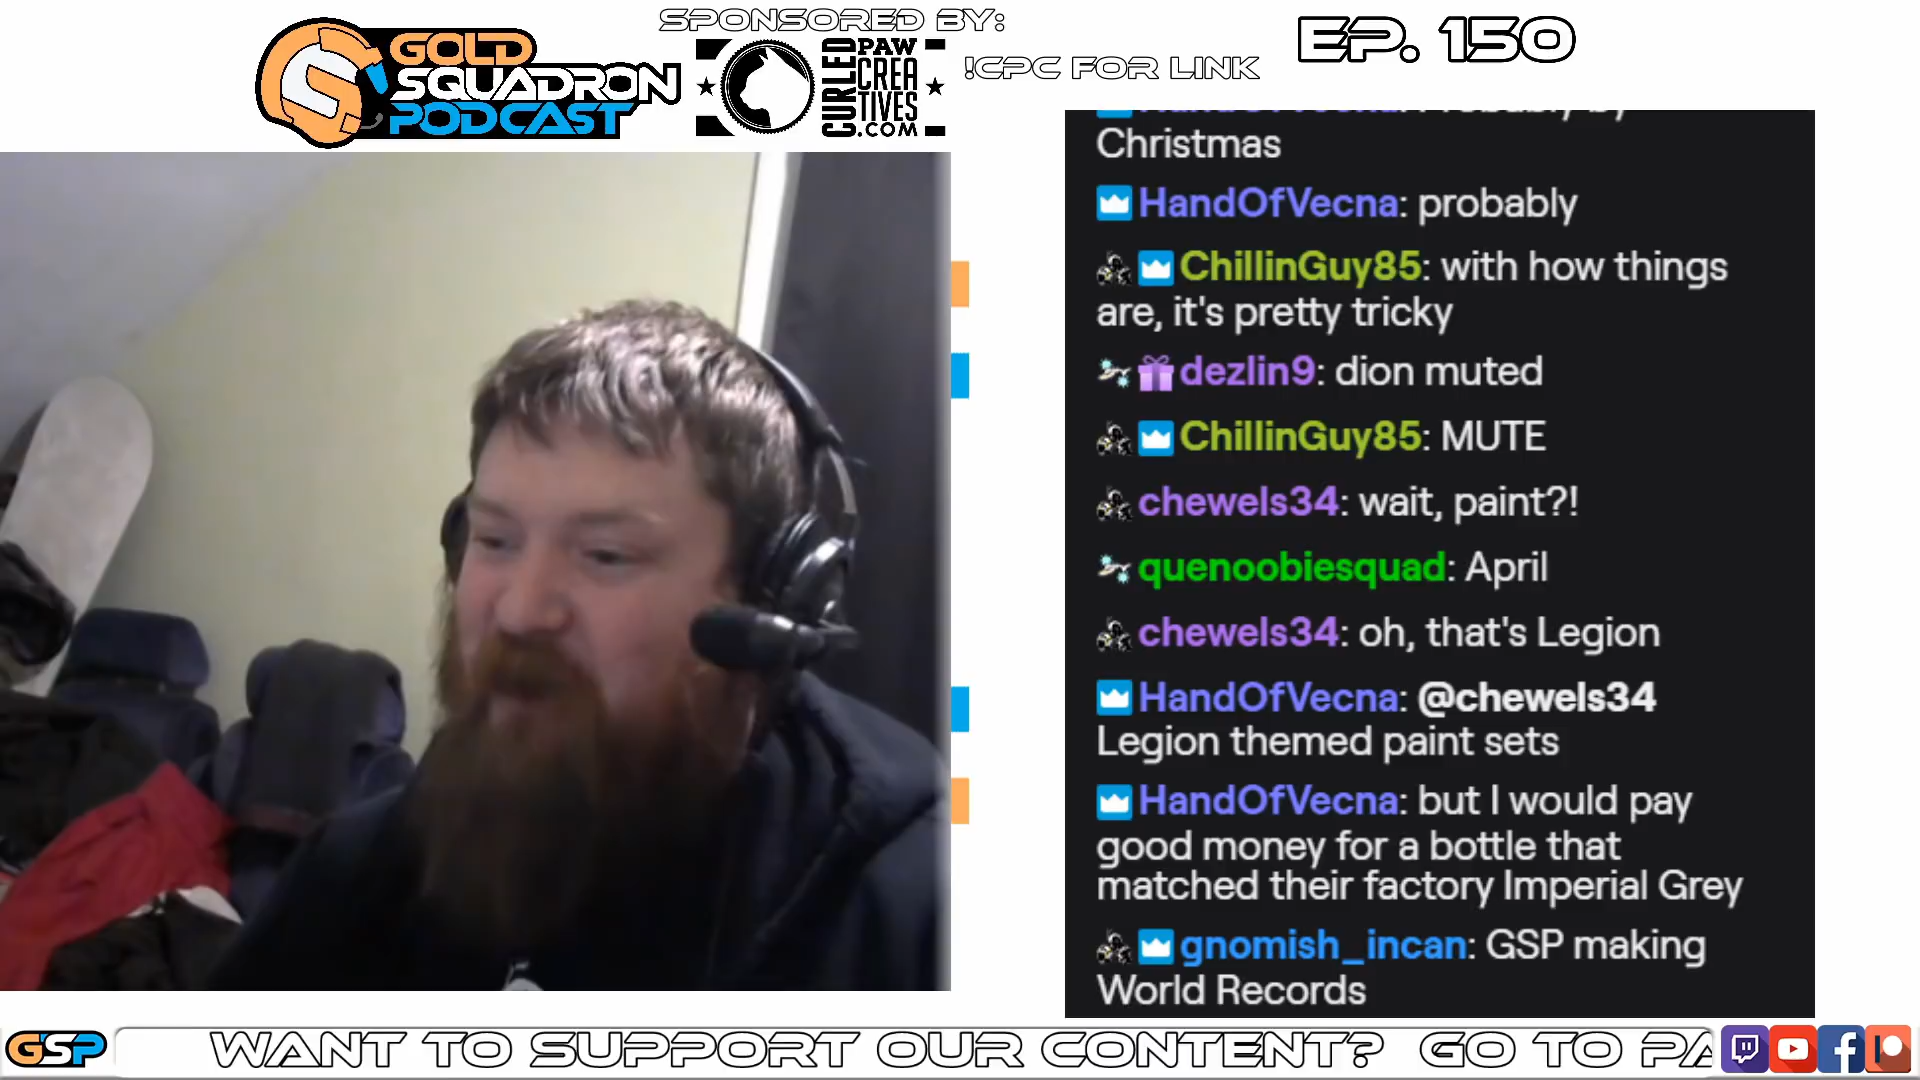 SPONSORED BY:
GOLD
SQUADRON
PODCAST
CURLED
PAW
CREA
TIVES
.COM
!CPC FOR LINK
EP. 150
Christmas
HandOfVecna: probably
ChillinGuy85: with how things
are, it's pretty tricky
dezlin9: dion muted
ChillinGuy85: MUTE
chewels34: wait, paint?!
quenoobiesquad: April
chewels34: oh, that's Legion
HandOfVecna: @chewels34
Legion themed paint sets
HandOfVecna: but I would pay
good money for a bottle that
matched their factory Imperial Grey
gnomish_incan: GSP making
World Records
GSP
WANT TO SUPPORT OUR CONTENT? GO TO PA